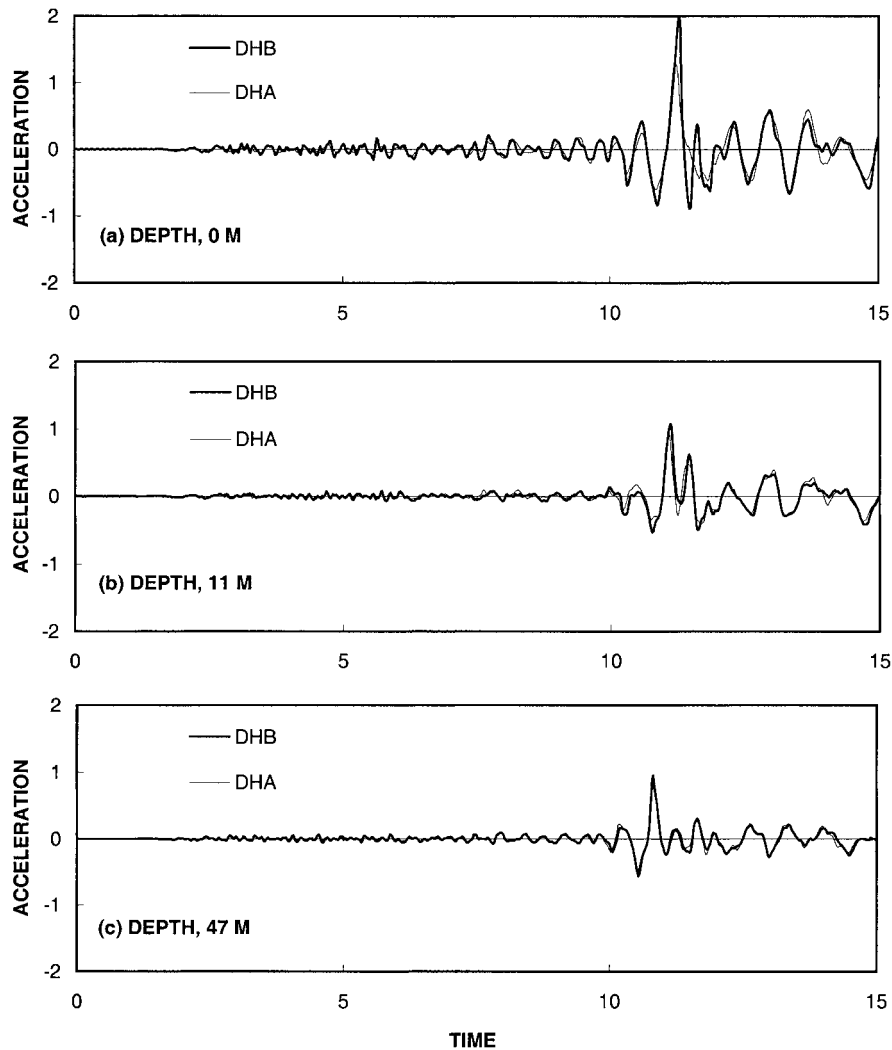 2
DHB
1
DHA
ACCELERATION
0
-1
(a) DEPTH, 0 M
-2
0 5 10 15
2
DHB
1
DHA
ACCELERATION
0
-1
(b) DEPTH, 11 M
-2
0 5 10 15
2
DHB
1
DHA
ACCELERATION
0
-1
(c) DEPTH, 47 M
-2
0 5 10 15
TIME